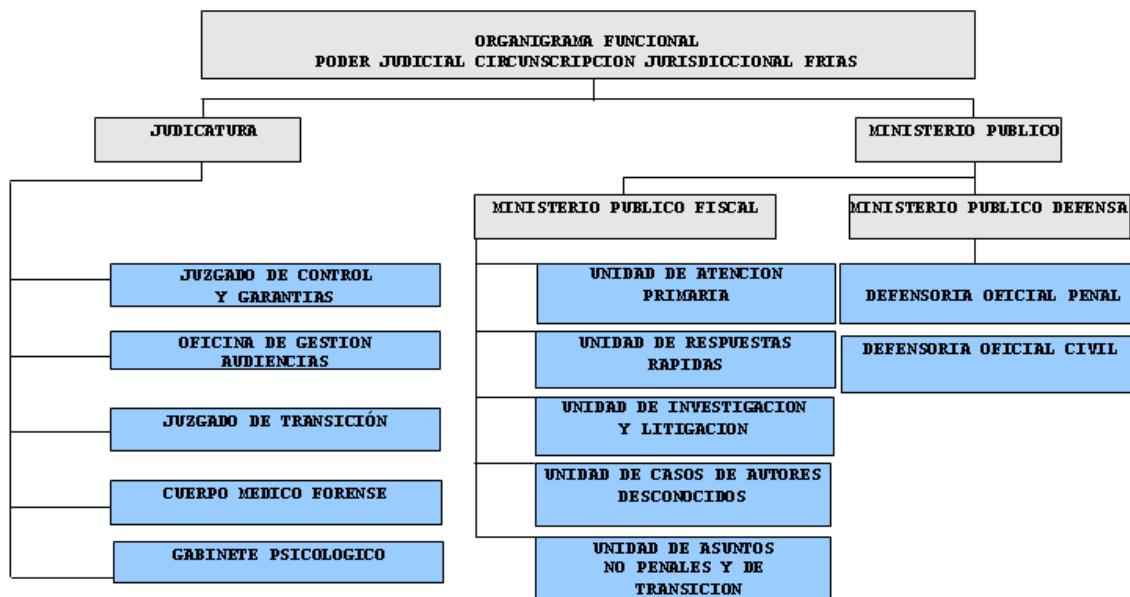 ORGANIGRAMA FUNCIONAL
PODER JUDICIAL CIRCUNSCRIPCION JURISDICCIONAL FRIAS
JUDICATURA
MINISTERIO PUBLICO
MINISTERIO PUBLICO FISCAL
MINISTERIO PUBLICO DEFENSA
JUZGADO DE CONTROL
Y GARANTIAS
OFICINA DE GESTION
AUDIENCIAS
JUZGADO DE TRANSICIÓN
CUERPO MEDICO FORENSE
GABINETE PSICOLOGICO
UNIDAD DE ATENCION
PRIMARIA
UNIDAD DE RESPUESTAS
RAPIDAS
UNIDAD DE INVESTIGACION
Y LITIGACION
UNIDAD DE CASOS DE AUTORES
DESCONOCIDOS
UNIDAD DE ASUNTOS
NO PENALES Y DE
TRANSICION
DEFENSORIA OFICIAL PENAL
DEFENSORIA OFICIAL CIVIL